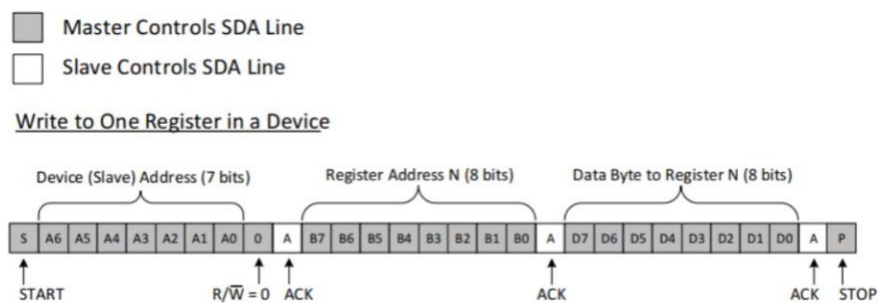 Master Controls SDA Line
Slave Controls SDA Line
Write to One Register in a Device
Device (Slave) Address (7 bits) Register Address N (8 bits) Data Byte to Register N (8 bits)
S A6 A5 A4 A3 A2 A1 A0 0 A B7 B6 B5 B4 B3 B2 B1 B0 A D7 D6 D5 D4 D3 D2 D1 D0 A P
START R/W̅ = 0 ACK ACK ACK STOP